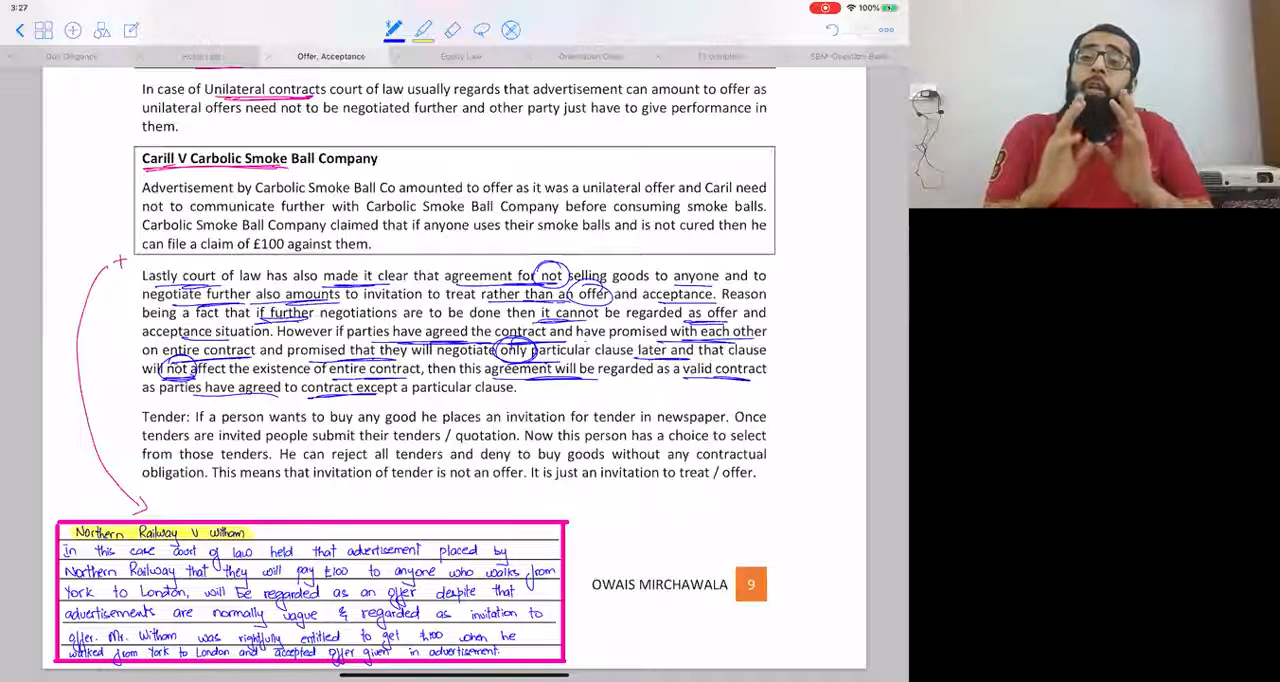 3:27
100%
Due Diligence
Offer, Acceptance
Equity Law
Orientation Class
SBM-Question Bank
In case of Unilateral contracts court of law usually regards that advertisement can amount to offer as
unilateral offers need not to be negotiated further and other party just have to give performance in
them.
Carill V Carbolic Smoke Ball Company
Advertisement by Carbolic Smoke Ball Co amounted to offer as it was a unilateral offer and Caril need
not to communicate further with Carbolic Smoke Ball Company before consuming smoke balls.
Carbolic Smoke Ball Company claimed that if anyone uses their smoke balls and is not cured then he
can file a claim of £100 against them.
Lastly court of law has also made it clear that agreement for not selling goods to anyone and to
negotiate further also amounts to invitation to treat rather than an offer and acceptance. Reason
being a fact that if further negotiations are to be done then it cannot be regarded as offer and
acceptance situation. However if parties have agreed the contract and have promised with each other
on entire contract and promised that they will negotiate only particular clause later and that clause
will not affect the existence of entire contract, then this agreement will be regarded as a valid contract
as parties have agreed to contract except a particular clause.
Tender: If a person wants to buy any good he places an invitation for tender in newspaper. Once
tenders are invited people submit their tenders / quotation. Now this person has a choice to select
from those tenders. He can reject all tenders and deny to buy goods without any contractual
obligation. This means that invitation of tender is not an offer. It is just an invitation to treat / offer.
Northern Railway V Witham
In this case court of law held that advertisement placed by
Northern Railway that they will pay £100 to anyone who walks from
York to London, will be regarded as an offer despite that
advertisements are normally vague & regarded as invitation to
offer. Mr. Witham was rightfully entitled to get £100 when he
walked from York to London and accepted offer given in advertisement.
OWAIS MIRCHAWALA 9